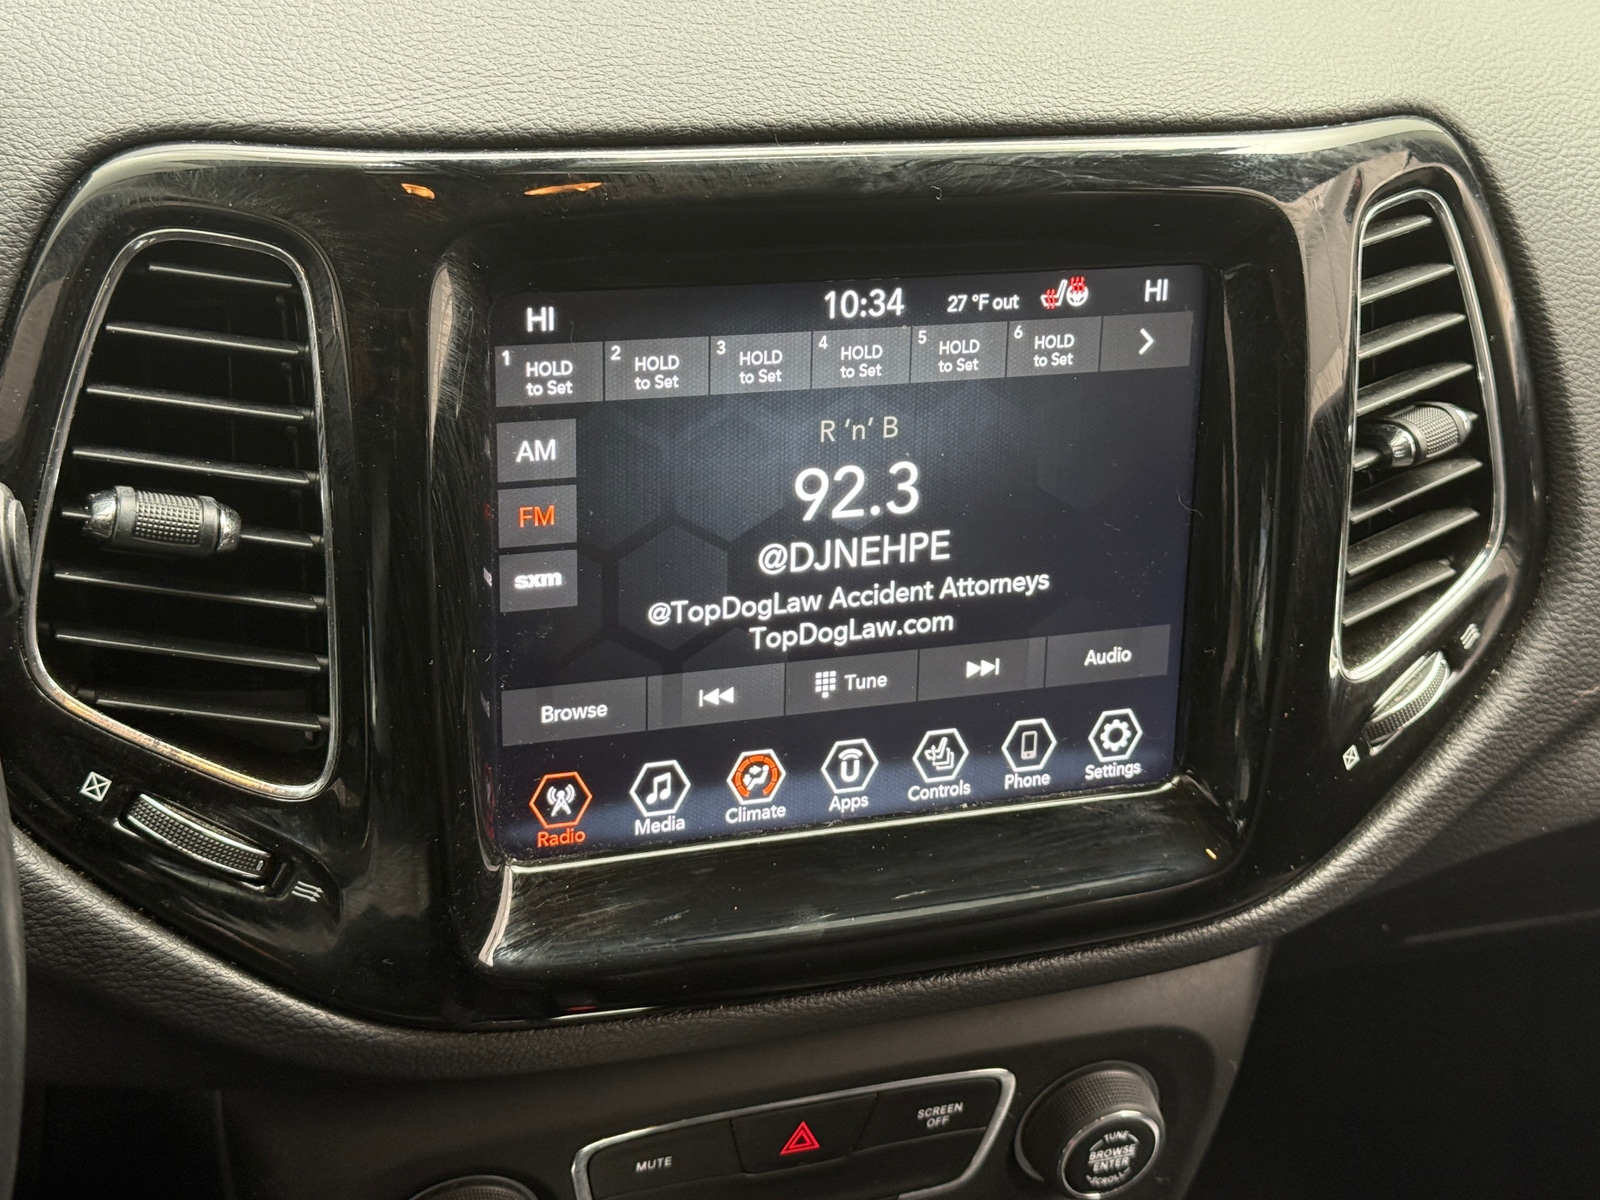 HI 10:34 27 °F out HI
1 HOLD to Set
2 HOLD to Set
3 HOLD to Set
4 HOLD to Set
5 HOLD to Set
6 HOLD to Set
AM
FM
sxm
R 'n' B
92.3
@DJNEHPE
@TopDogLaw Accident Attorneys
TopDogLaw.com
Browse Tune Audio
Radio Media Climate Apps Controls Phone Settings
MUTE
SCREEN
OFF
TUNE
BROWSE
ENTER
SCROLL